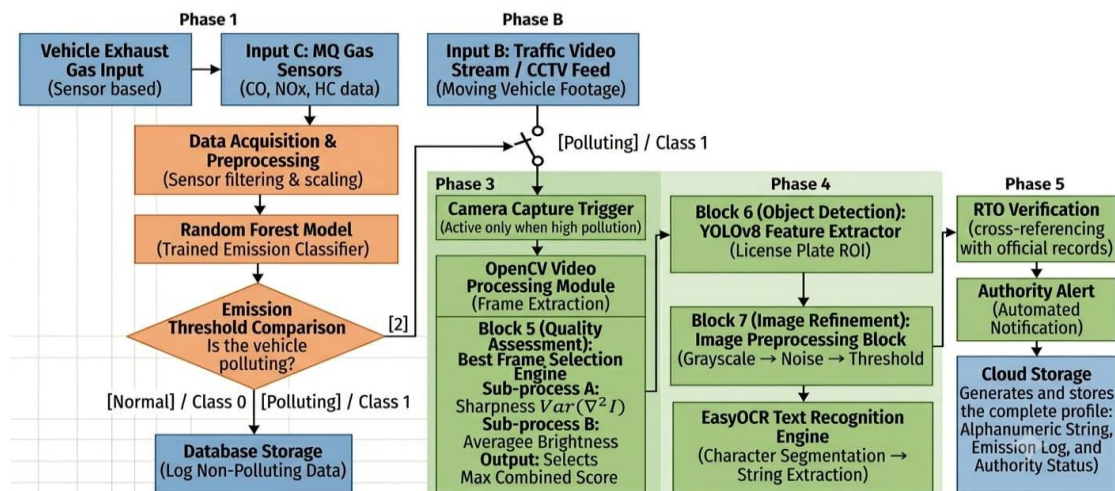 Phase 1
Phase B
Vehicle Exhaust
Gas Input
(Sensor based)
Input C: MQ Gas
Sensors
(CO, NOx, HC data)
Input B: Traffic Video
Stream / CCTV Feed
(Moving Vehicle Footage)
Data Acquisition &
Preprocessing
(Sensor filtering & scaling)
[Polluting] / Class 1
Random Forest Model
(Trained Emission Classifier)
Emission
Threshold Comparison
Is the vehicle
polluting?
[2]
[Normal] / Class 0
[Polluting] / Class 1
Database Storage
(Log Non-Polluting Data)
Phase 3
Camera Capture Trigger
(Active only when high pollution)
OpenCV Video
Processing Module
(Frame Extraction)
Block 5 (Quality
Assessment):
Best Frame Selection
Engine
Sub-process A:
Sharpness Var(∇²I)
Sub-process B:
Averagee Brightness
Output: Selects
Max Combined Score
Phase 4
Block 6 (Object Detection):
YOLOv8 Feature Extractor
(License Plate ROI)
Block 7 (Image Refinement):
Image Preprocessing Block
(Grayscale → Noise → Threshold)
EasyOCR Text Recognition
Engine
(Character Segmentation →
String Extraction)
Phase 5
RTO Verification
(cross-referencing
with official records)
Authority Alert
(Automated
Notification)
Cloud Storage
Generates and stores
the complete profile:
Alphanumeric String,
Emission Log, and
Authority Status)